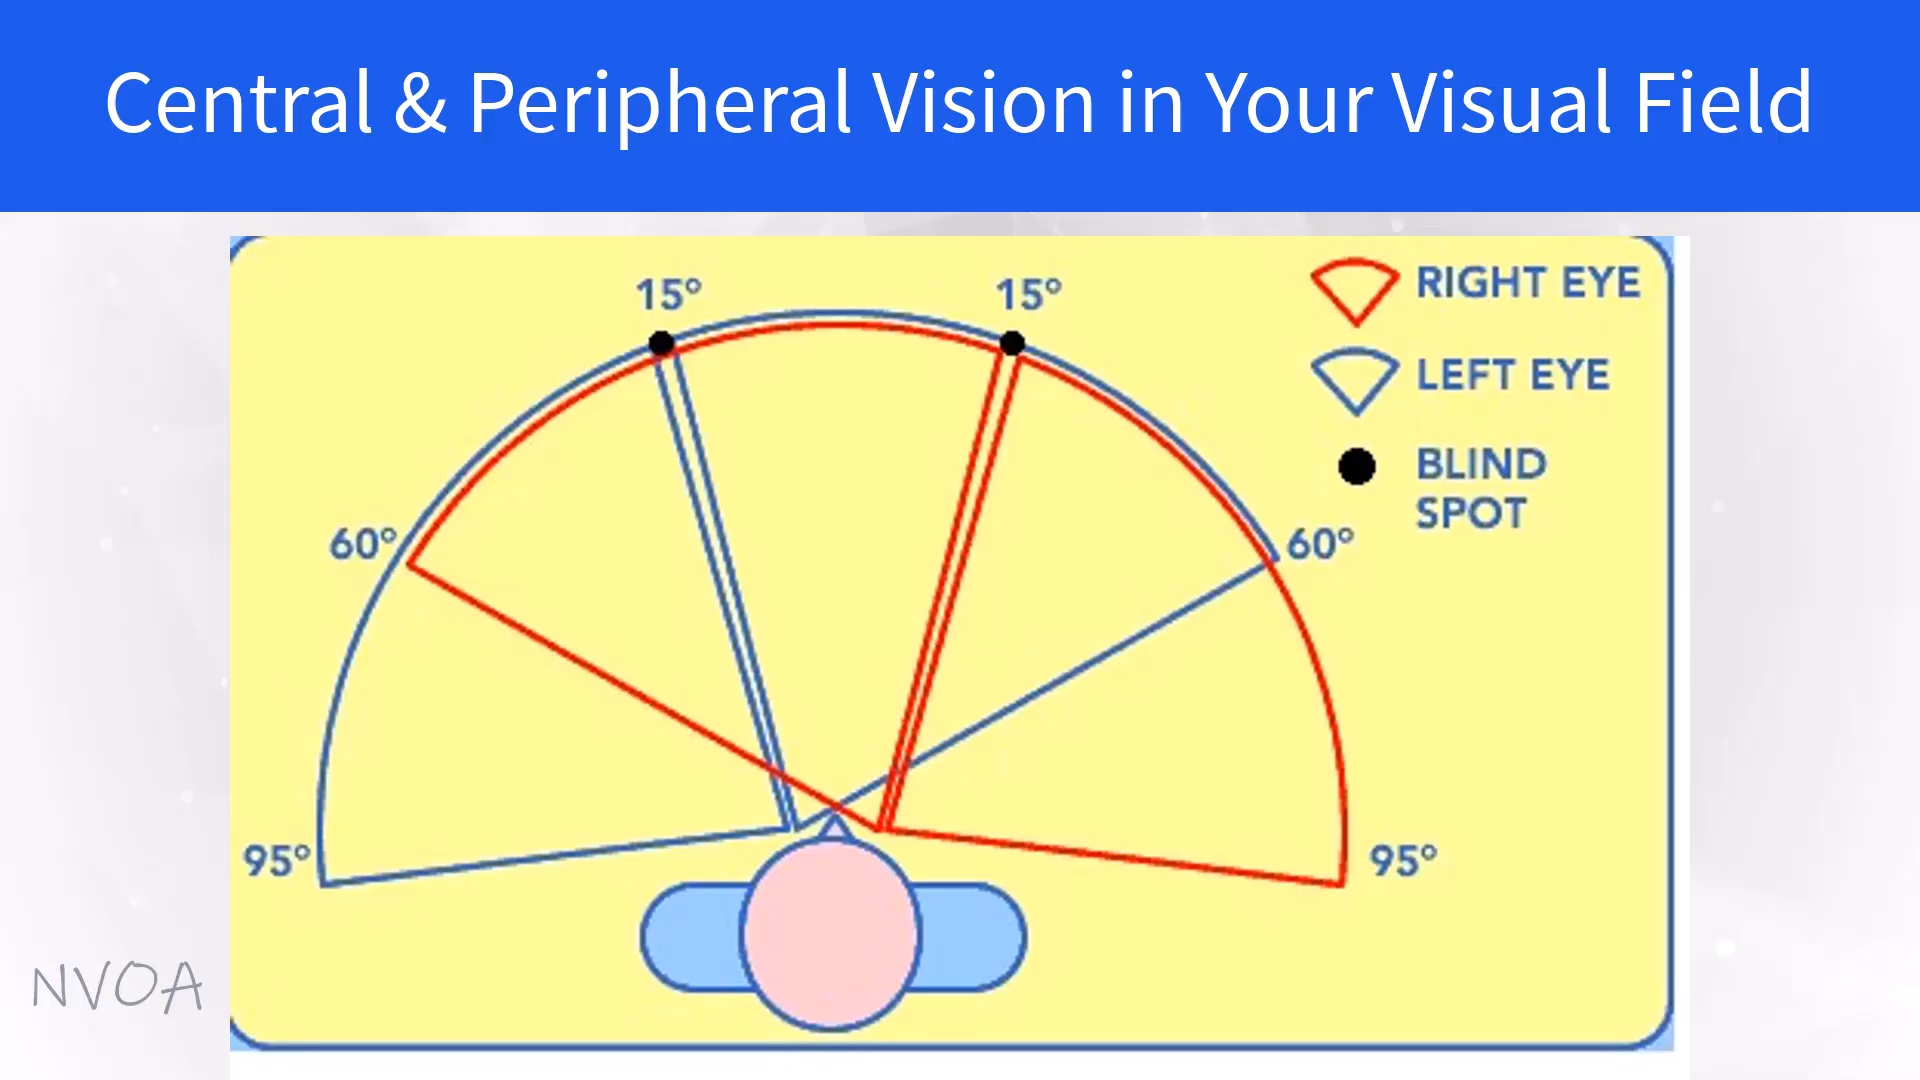 Central & Peripheral Vision in Your Visual Field
15°
15°
RIGHT EYE
LEFT EYE
BLIND
SPOT
60°
60°
95°
95°
NVOA